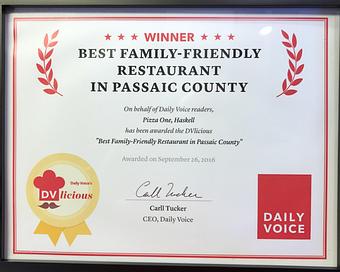 ★ ★ ★ WINNER ★ ★ ★
BEST FAMILY-FRIENDLY
RESTAURANT
IN PASSAIC COUNTY
On behalf of Daily Voice readers,
Pizza One, Haskell
has been awarded the DVlicious
"Best Family-Friendly Restaurant in Passaic County"
Awarded on September 26, 2016
Carll Tucker
Carll Tucker
CEO, Daily Voice
Daily Voice's
DVlicious
DAILY
VOICE